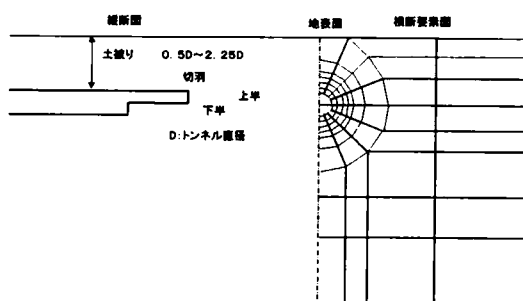 縦断図
地表面
横断要素図
土被り 0.5D~2.25D
切羽
上半
下半
D:トンネル直径